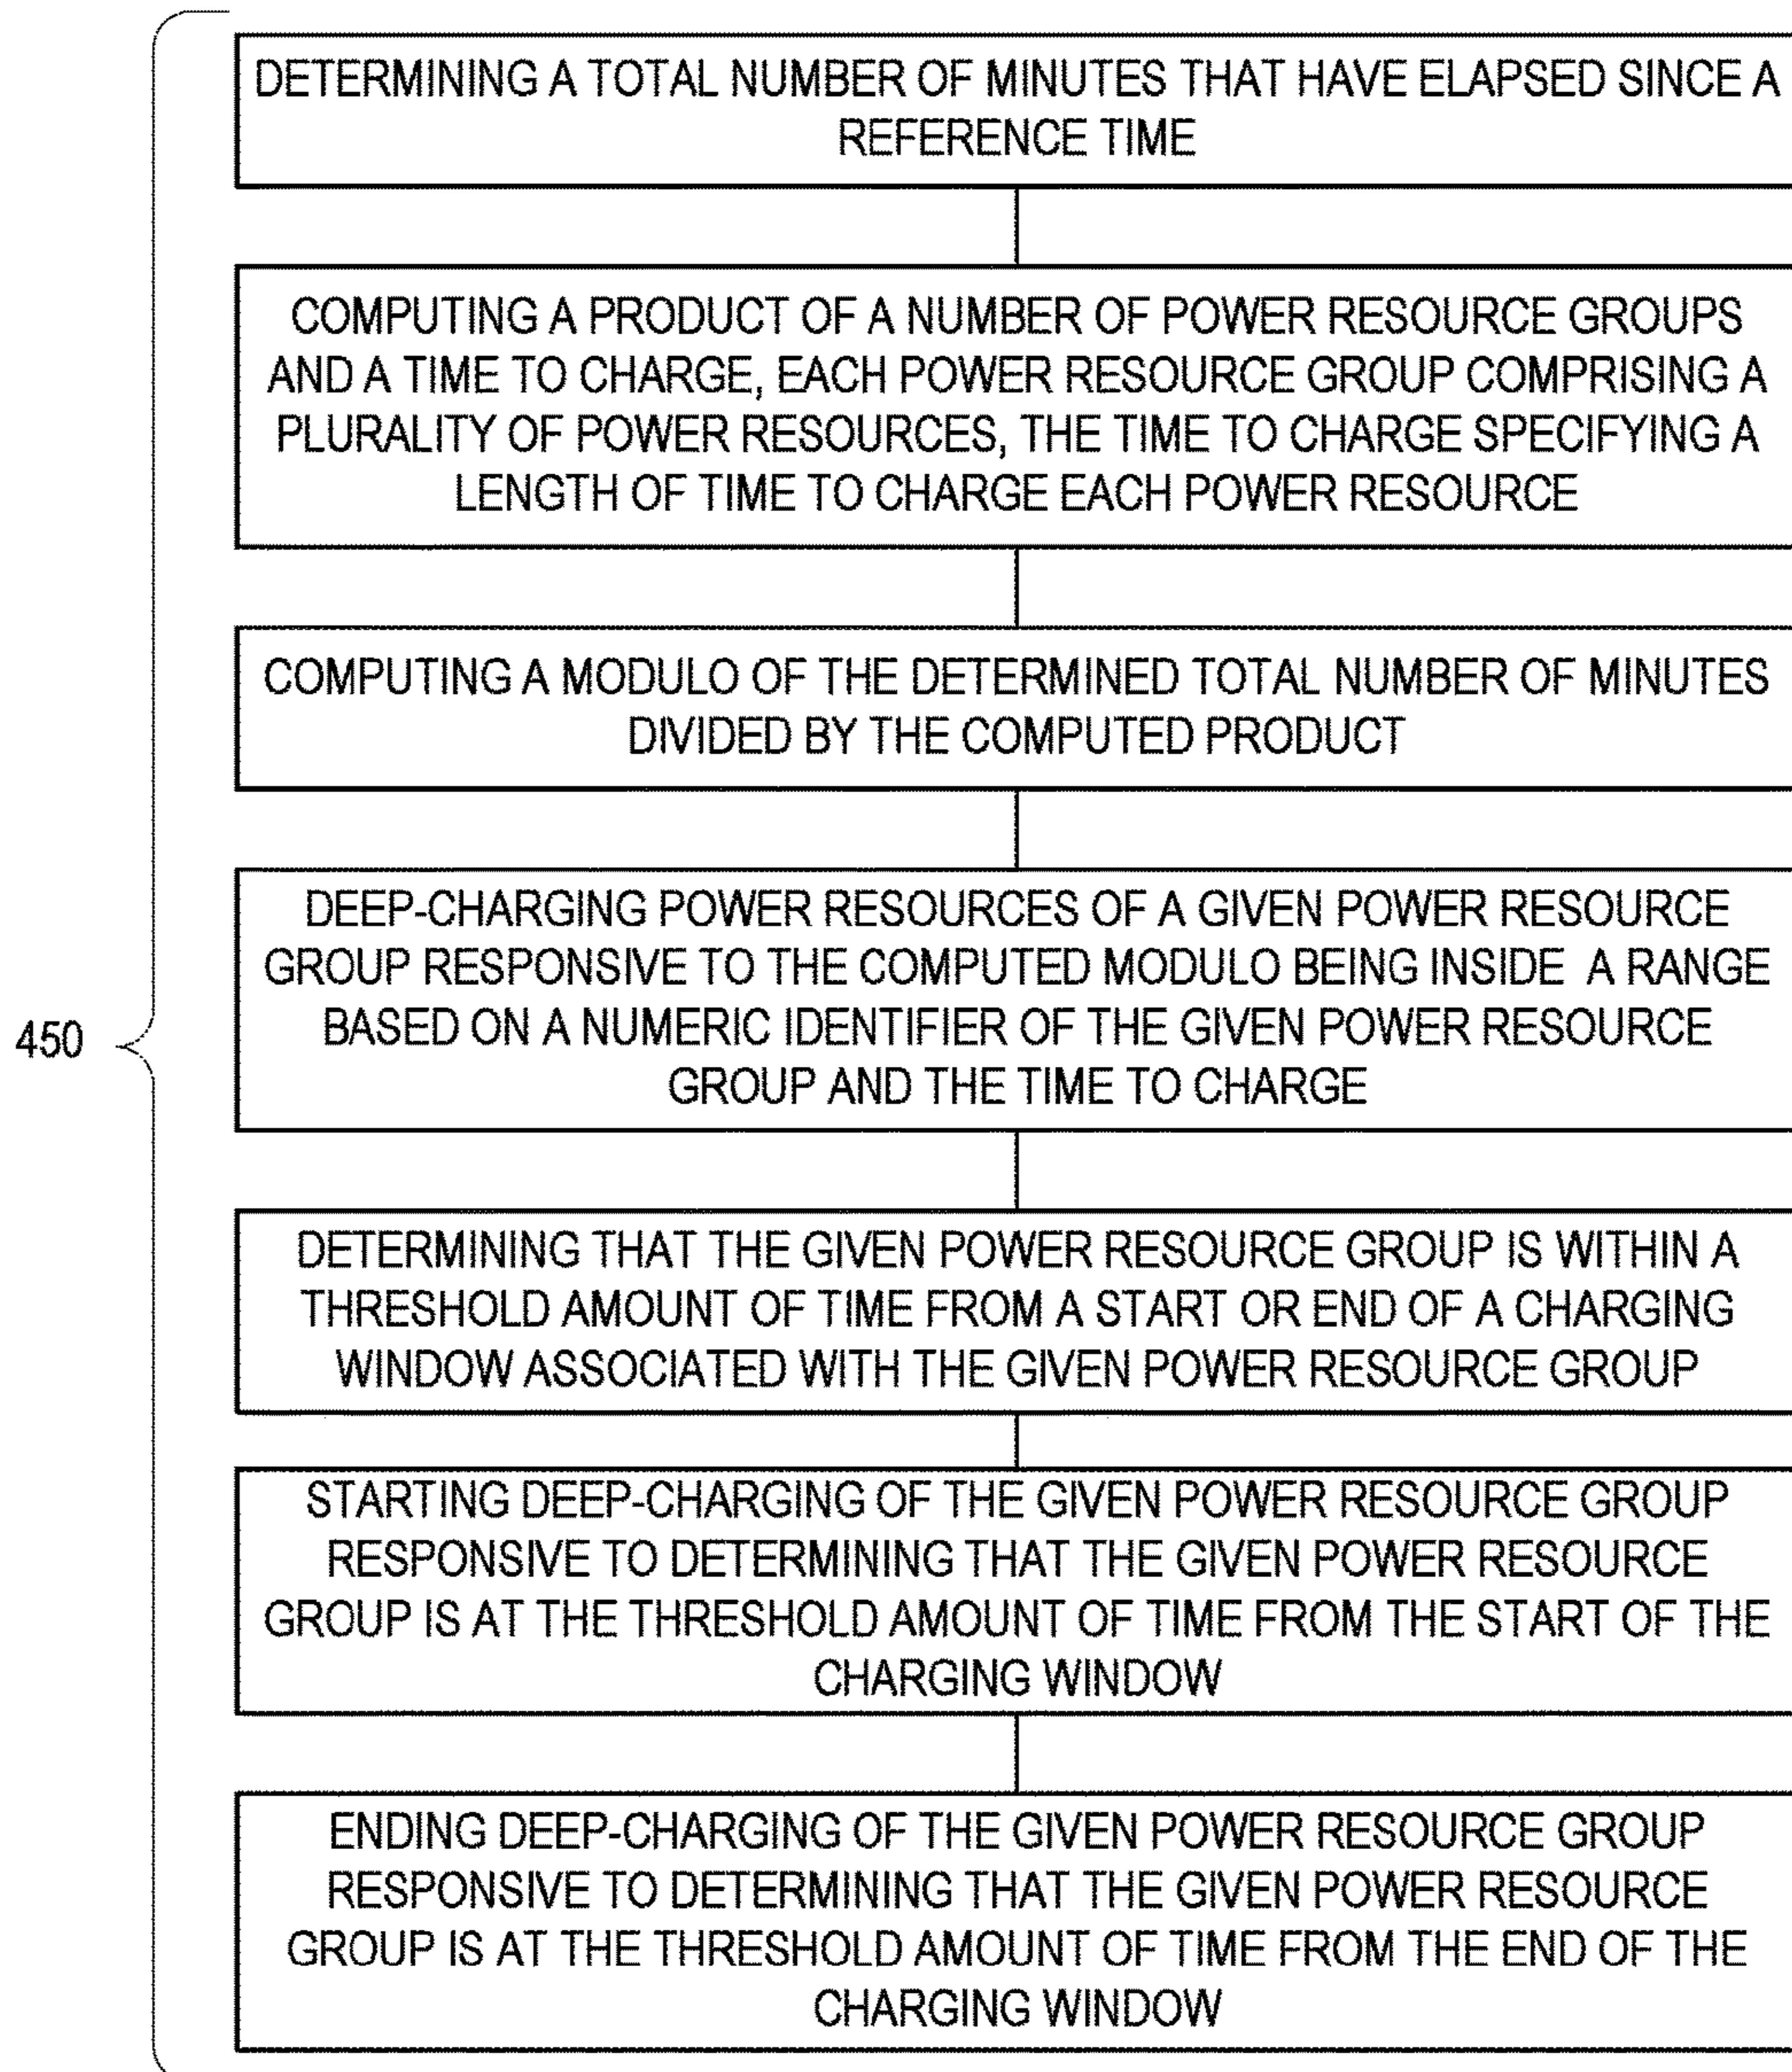 DETERMINING A TOTAL NUMBER OF MINUTES THAT HAVE ELAPSED SINCE A
REFERENCE TIME
COMPUTING A PRODUCT OF A NUMBER OF POWER RESOURCE GROUPS
AND A TIME TO CHARGE, EACH POWER RESOURCE GROUP COMPRISING A
PLURALITY OF POWER RESOURCES, THE TIME TO CHARGE SPECIFYING A
LENGTH OF TIME TO CHARGE EACH POWER RESOURCE
COMPUTING A MODULO OF THE DETERMINED TOTAL NUMBER OF MINUTES
DIVIDED BY THE COMPUTED PRODUCT
DEEP-CHARGING POWER RESOURCES OF A GIVEN POWER RESOURCE
GROUP RESPONSIVE TO THE COMPUTED MODULO BEING INSIDE A RANGE
BASED ON A NUMERIC IDENTIFIER OF THE GIVEN POWER RESOURCE
GROUP AND THE TIME TO CHARGE
450
DETERMINING THAT THE GIVEN POWER RESOURCE GROUP IS WITHIN A
THRESHOLD AMOUNT OF TIME FROM A START OR END OF A CHARGING
WINDOW ASSOCIATED WITH THE GIVEN POWER RESOURCE GROUP
STARTING DEEP-CHARGING OF THE GIVEN POWER RESOURCE GROUP
RESPONSIVE TO DETERMINING THAT THE GIVEN POWER RESOURCE
GROUP IS AT THE THRESHOLD AMOUNT OF TIME FROM THE START OF THE
CHARGING WINDOW
ENDING DEEP-CHARGING OF THE GIVEN POWER RESOURCE GROUP
RESPONSIVE TO DETERMINING THAT THE GIVEN POWER RESOURCE
GROUP IS AT THE THRESHOLD AMOUNT OF TIME FROM THE END OF THE
CHARGING WINDOW